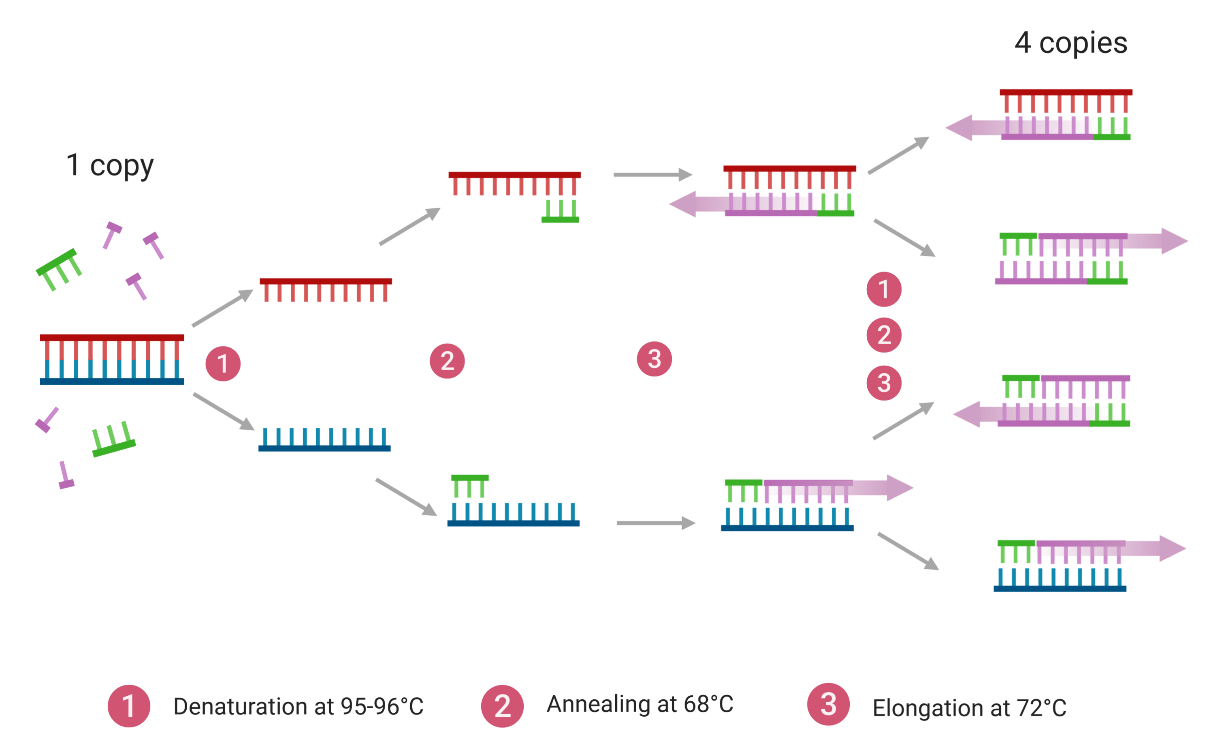 4 copies
1 copy
1
2
3
1
2
3
1 Denaturation at 95-96°C
2 Annealing at 68°C
3 Elongation at 72°C